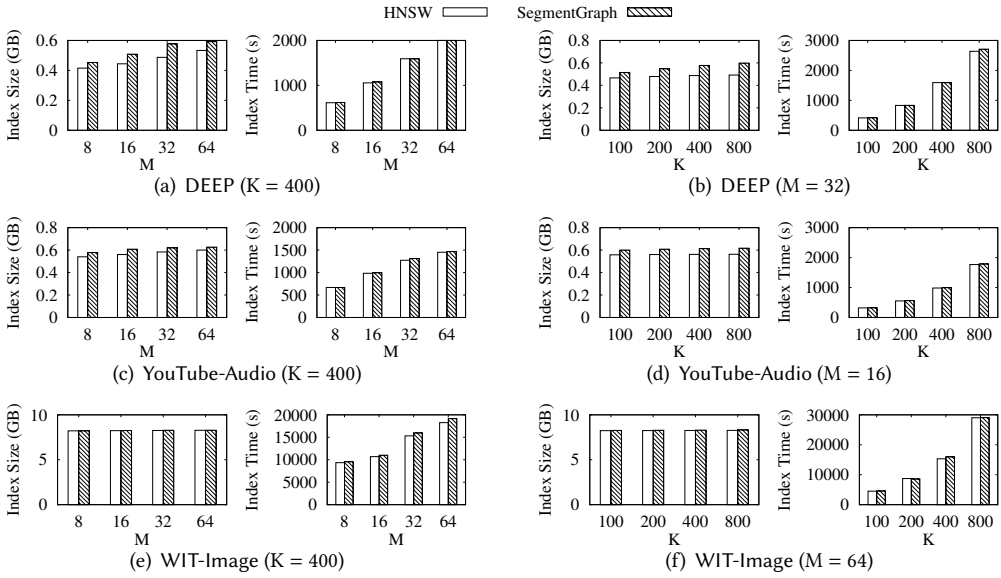 HNSW SegmentGraph
Index Size (GB)
0.6
0.4
0.2
0
8 16 32 64
M
Index Time (s)
2000
1000
0
8 16 32 64
M
(a) DEEP (K = 400)
Index Size (GB)
0.8
0.6
0.4
0.2
0
100 200 400 800
K
Index Time (s)
3000
2000
1000
0
100 200 400 800
K
(b) DEEP (M = 32)
Index Size (GB)
0.8
0.6
0.4
0.2
0
8 16 32 64
M
Index Time (s)
2000
1500
1000
500
0
8 16 32 64
M
(c) YouTube-Audio (K = 400)
Index Size (GB)
0.8
0.6
0.4
0.2
0
100 200 400 800
K
Index Time (s)
3000
2000
1000
0
100 200 400 800
K
(d) YouTube-Audio (M = 16)
Index Size (GB)
10
5
0
8 16 32 64
M
Index Time (s)
20000
15000
10000
5000
0
8 16 32 64
M
(e) WIT-Image (K = 400)
Index Size (GB)
10
5
0
100 200 400 800
K
Index Time (s)
30000
20000
10000
0
100 200 400 800
K
(f) WIT-Image (M = 64)